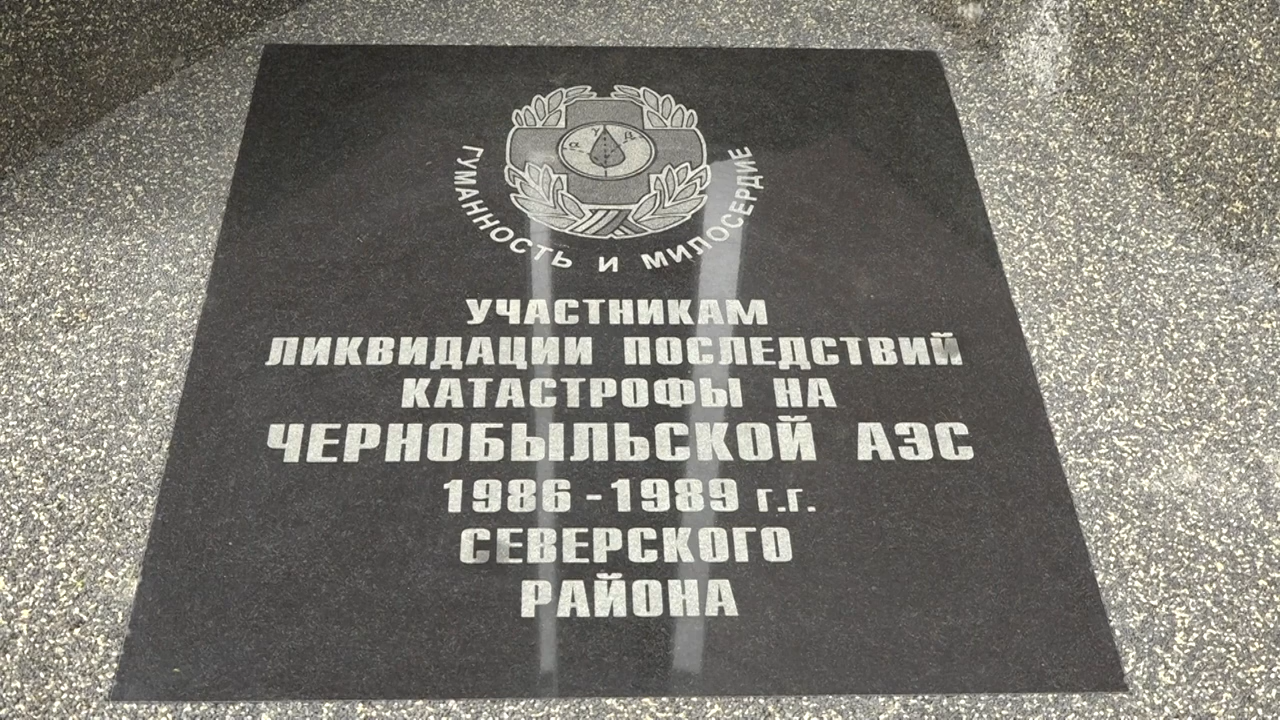 ГУМАННОСТЬ И МИЛОСЕРДИЕ
УЧАСТНИКАМ
ЛИКВИДАЦИИ ПОСЛЕДСТВИЙ
КАТАСТРОФЫ НА
ЧЕРНОБЫЛЬСКОЙ АЭС
1986 - 1989 г.г.
СЕВЕРСКОГО
РАЙОНА